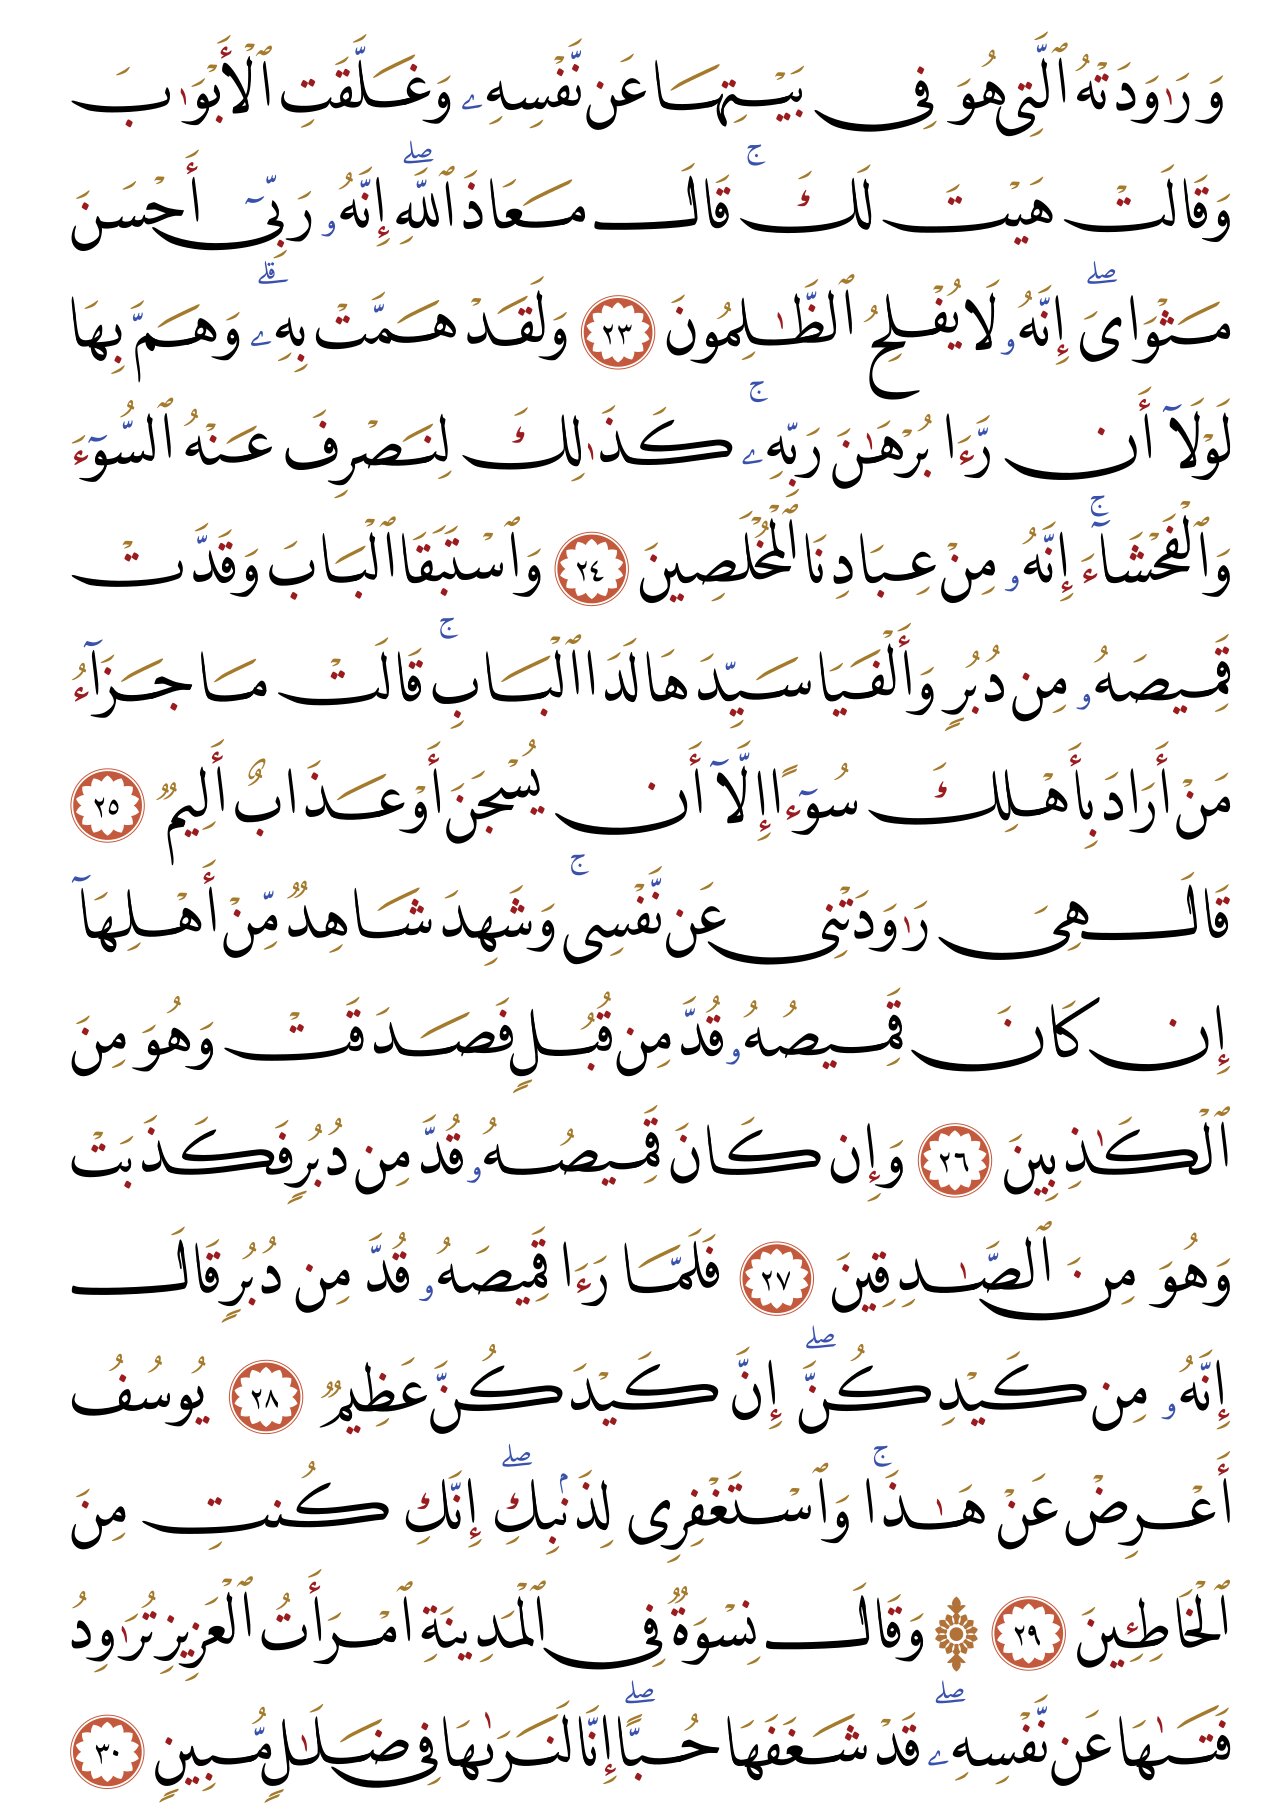 وَرَٰوَدَتْهُ ٱلَّتِى هُوَ فِى بَيْتِهَا عَن نَّفْسِهِۦ وَغَلَّقَتِ ٱلْأَبْوَٰبَ
وَقَالَتْ هَيْتَ لَكَ ۚ قَالَ مَعَاذَ ٱللَّهِ ۖ إِنَّهُۥ رَبِّىٓ أَحْسَنَ
مَثْوَاىَ ۖ إِنَّهُۥ لَا يُفْلِحُ ٱلظَّـٰلِمُونَ ٢٣ وَلَقَدْ هَمَّتْ بِهِۦ ۖ وَهَمَّ بِهَا
لَوْلَآ أَن رَّءَا بُرْهَـٰنَ رَبِّهِۦ ۚ كَذَٰلِكَ لِنَصْرِفَ عَنْهُ ٱلسُّوٓءَ
وَٱلْفَحْشَآءَ ۚ إِنَّهُۥ مِنْ عِبَادِنَا ٱلْمُخْلَصِينَ ٢٤ وَٱسْتَبَقَا ٱلْبَابَ وَقَدَّتْ
قَمِيصَهُۥ مِن دُبُرٍ وَأَلْفَيَا سَيِّدَهَا لَدَا ٱلْبَابِ ۚ قَالَتْ مَا جَزَآءُ
مَنْ أَرَادَ بِأَهْلِكَ سُوٓءًا إِلَّآ أَن يُسْجَنَ أَوْ عَذَابٌ أَلِيمٌ ٢٥
قَالَ هِىَ رَٰوَدَتْنِى عَن نَّفْسِى ۚ وَشَهِدَ شَاهِدٌ مِّنْ أَهْلِهَآ
إِن كَانَ قَمِيصُهُۥ قُدَّ مِن قُبُلٍ فَصَدَقَتْ وَهُوَ مِنَ
ٱلْكَـٰذِبِينَ ٢٦ وَإِن كَانَ قَمِيصُهُۥ قُدَّ مِن دُبُرٍ فَكَذَبَتْ
وَهُوَ مِنَ ٱلصَّـٰدِقِينَ ٢٧ فَلَمَّا رَءَا قَمِيصَهُۥ قُدَّ مِن دُبُرٍ قَالَ
إِنَّهُۥ مِن كَيْدِكُنَّ ۖ إِنَّ كَيْدَكُنَّ عَظِيمٌ ٢٨ يُوسُفُ
أَعْرِضْ عَنْ هَـٰذَا ۚ وَٱسْتَغْفِرِى لِذَنۢبِكِ ۖ إِنَّكِ كُنتِ مِنَ
ٱلْخَاطِـِٔينَ ٢٩ ۞ وَقَالَ نِسْوَةٌ فِى ٱلْمَدِينَةِ ٱمْرَأَتُ ٱلْعَزِيزِ تُرَٰوِدُ
فَتَىٰهَا عَن نَّفْسِهِۦ ۖ قَدْ شَغَفَهَا حُبًّا ۖ إِنَّا لَنَرَىٰهَا فِى ضَلَـٰلٍ مُّبِينٍ ٣٠